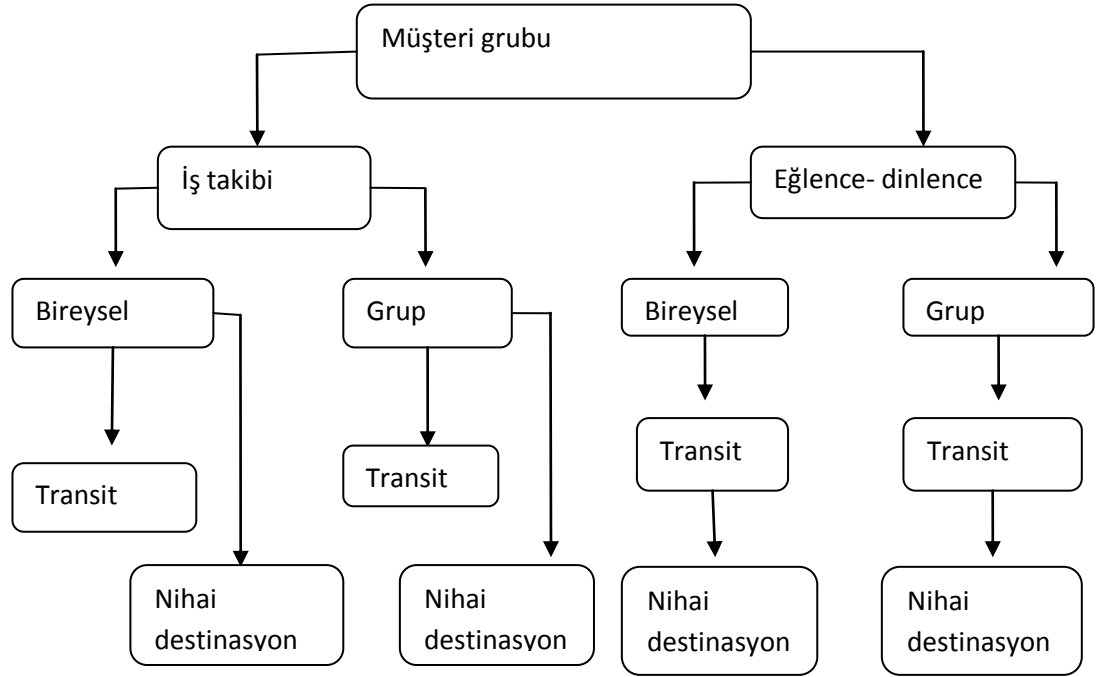 Müşteri grubu
İş takibi
Eğlence- dinlence
Bireysel
Grup
Bireysel
Grup
Transit
Transit
Transit
Transit
Nihai
destinasyon
Nihai
destinasyon
Nihai
destinasyon
Nihai
destinasyon